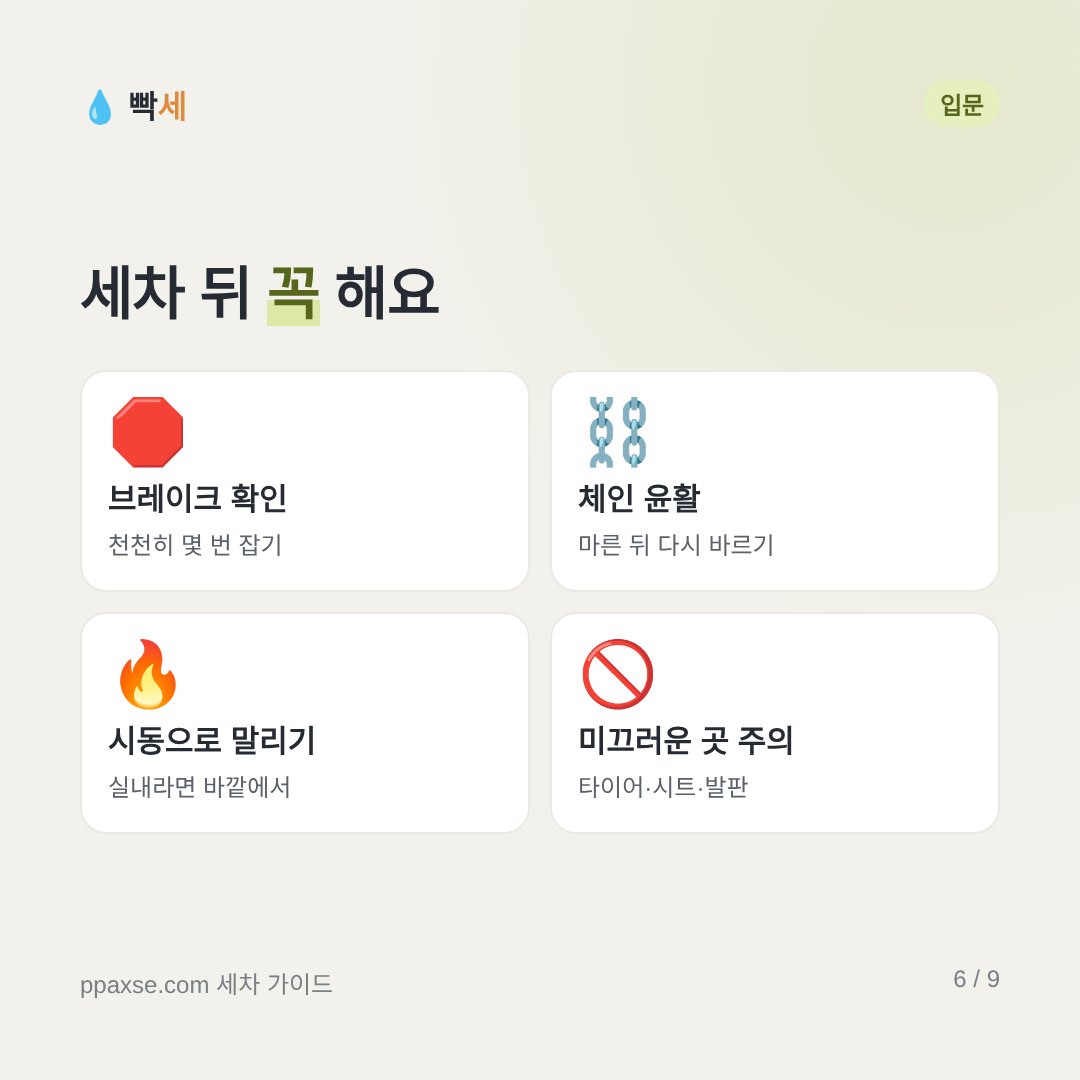 빡세
입문
세차 뒤 꼭 해요
브레이크 확인
천천히 몇 번 잡기
체인 윤활
마른 뒤 다시 바르기
시동으로 말리기
실내라면 바깥에서
미끄러운 곳 주의
타이어·시트·발판
ppaxse.com 세차 가이드
6 / 9